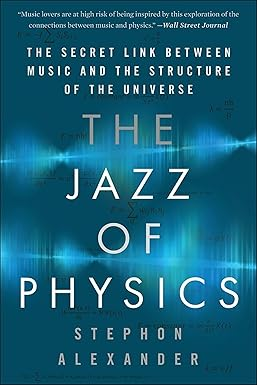 “Music lovers are at high risk of being inspired by this exploration of the
connections between music and physics.” —Wall Street Journal
THE SECRET LINK BETWEEN
MUSIC AND THE STRUCTURE
OF THE UNIVERSE
THE
JAZZ
OF
PHYSICS
STEPHON
ALEXANDER